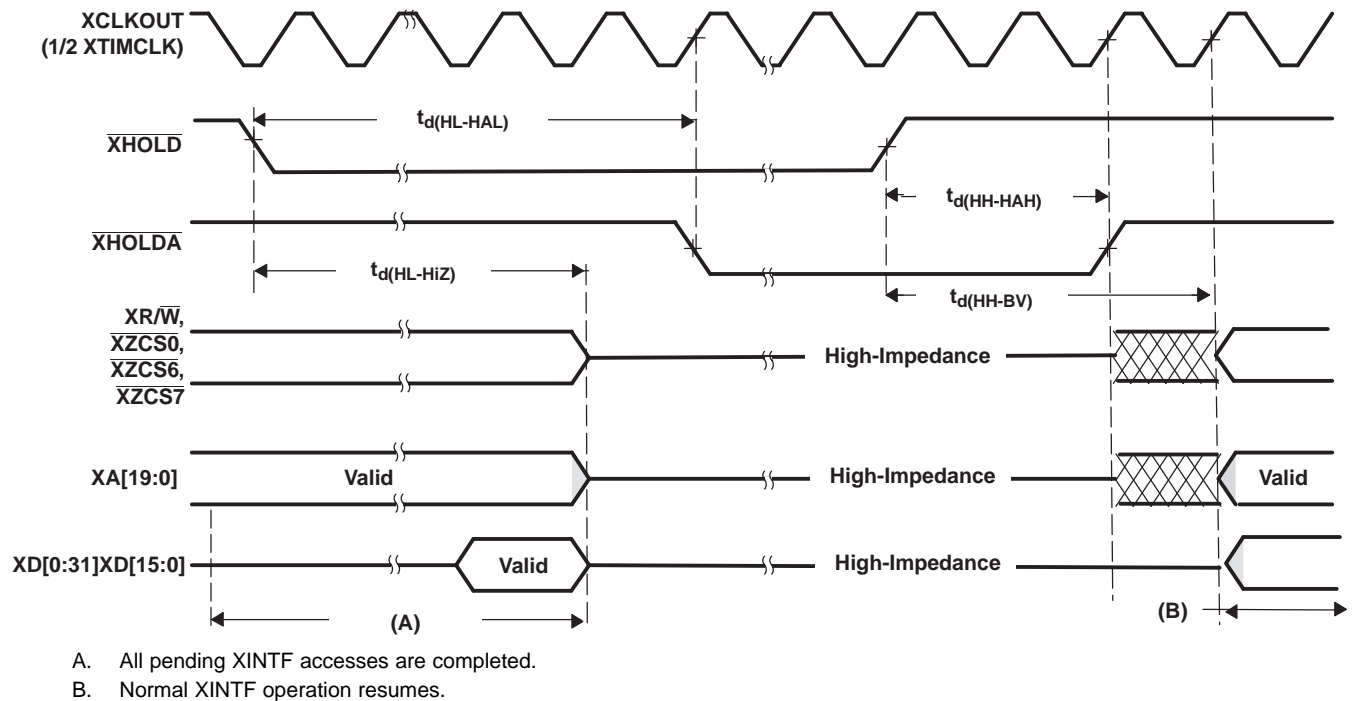 XCLKOUT
(1/2 XTIMCLK)
td(HL-HAL)
XHOLD
td(HH-HAH)
XHOLDA
td(HL-HiZ)
td(HH-BV)
XR/W,
XZCS0,
XZCS6,
XZCS7
High-Impedance
XA[19:0]
Valid
High-Impedance
Valid
XD[0:31]XD[15:0]
Valid
High-Impedance
(A)
(B)
A. All pending XINTF accesses are completed.
B. Normal XINTF operation resumes.